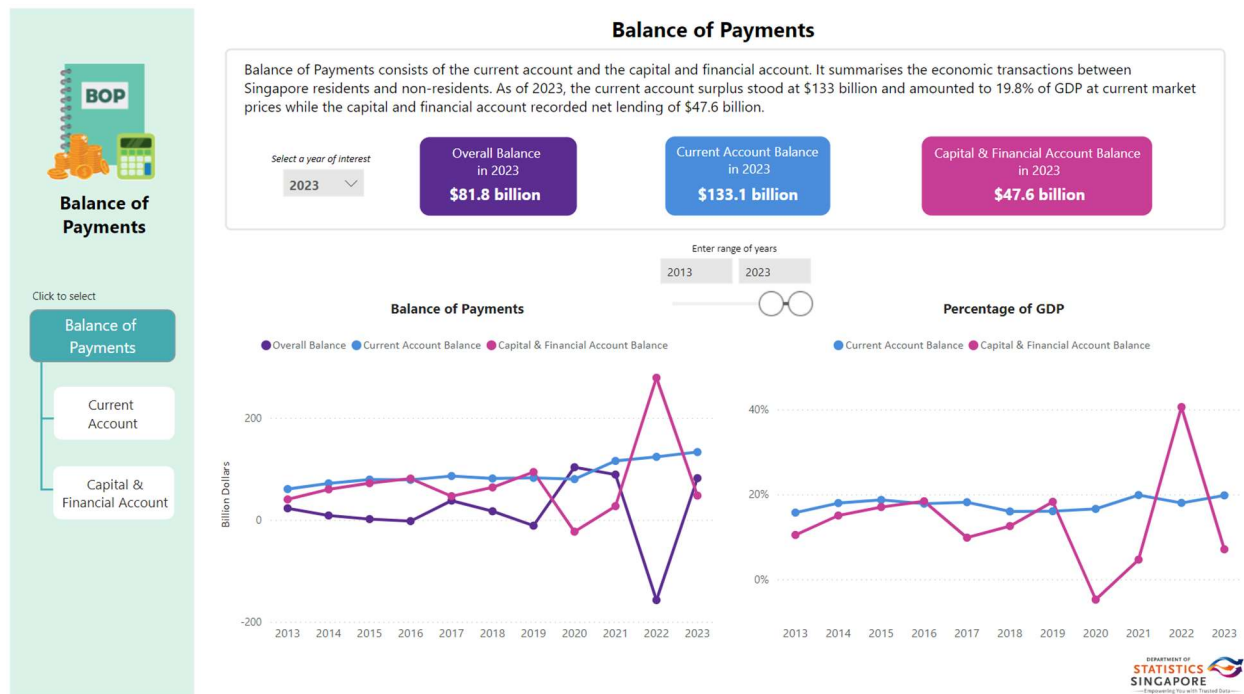 Balance of Payments
BOP
Balance of
Payments
Click to select
Balance of
Payments
Current
Account
Capital &
Financial Account
Balance of Payments consists of the current account and the capital and financial account. It summarises the economic transactions between
Singapore residents and non-residents. As of 2023, the current account surplus stood at $133 billion and amounted to 19.8% of GDP at current market
prices while the capital and financial account recorded net lending of $47.6 billion.
Select a year of interest
2023
Overall Balance
in 2023
$81.8 billion
Current Account Balance
in 2023
$133.1 billion
Capital & Financial Account Balance
in 2023
$47.6 billion
Enter range of years
2013 2023
Balance of Payments
Overall Balance Current Account Balance Capital & Financial Account Balance
Billion Dollars
200
0
-200
2013 2014 2015 2016 2017 2018 2019 2020 2021 2022 2023
Percentage of GDP
Current Account Balance Capital & Financial Account Balance
40%
20%
0%
2013 2014 2015 2016 2017 2018 2019 2020 2021 2022 2023
DEPARTMENT OF
STATISTICS
SINGAPORE
Empowering You with Trusted Data